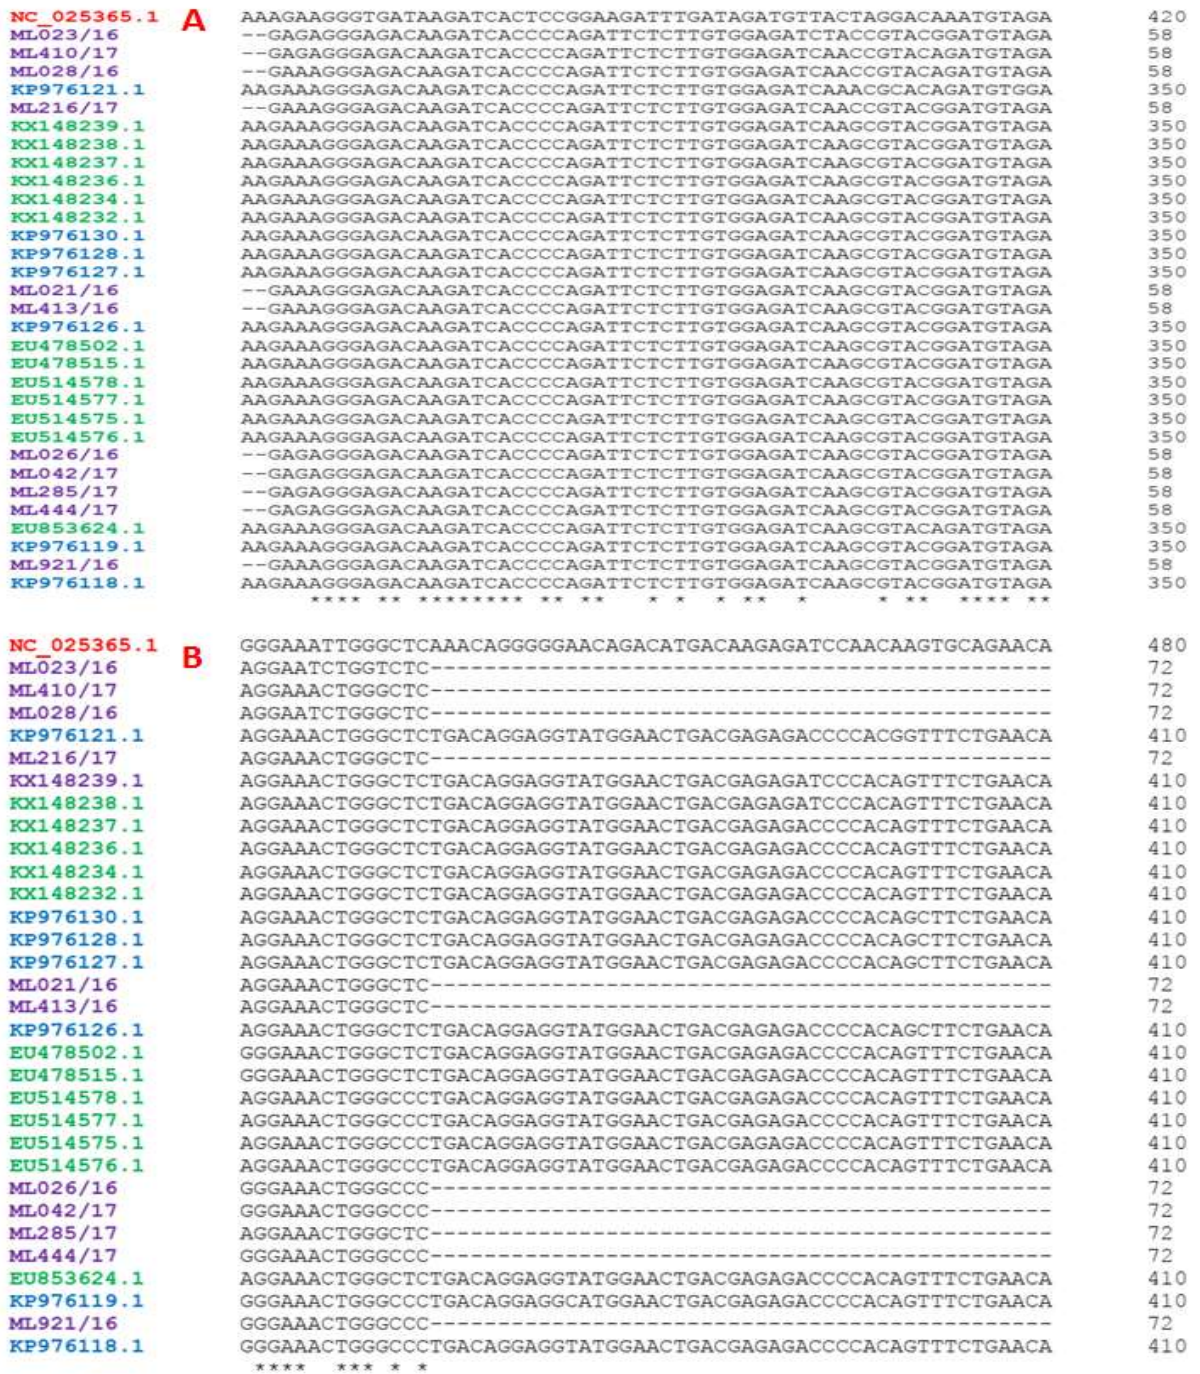 A
NC_025365.1 AAAGAAGGGTGATAAGATCACTCCGGAAGATTTGATAGATGTTACTAGGACAAATGTAGA 420
ML023/16 --GAGAGGGAGACAAGATCACCCCAGATTCTCTTGTGGAGATCTACCGTACGGATGTAGA 58
ML410/17 --GAGAGGGAGACAAGATCACCCCAGATTCTCTTGTGGAGATCAACCGTACAGATGTAGA 58
ML028/16 --GAAAGGGAGACAAGATCACCCCAGATTCTCTTGTGGAGATCAACCGTACAGATGTAGA 58
KP976121.1 AAGAAAGGGAGACAAGATCACCCCAGATTCTCTTGTGGAGATCAAACGCACAGATGTGGA 350
ML216/17 --GAAAGGGAGACAAGATCACCCCAGATTCTCTTGTGGAGATCAACCGTACGGATGTAGA 58
KX148239.1 AAGAAAGGGAGACAAGATCACCCCAGATTCTCTTGTGGAGATCAAGCGTACGGATGTAGA 350
KX148238.1 AAGAAAGGGAGACAAGATCACCCCAGATTCTCTTGTGGAGATCAAGCGTACGGATGTAGA 350
KX148237.1 AAGAAAGGGAGACAAGATCACCCCAGATTCTCTTGTGGAGATCAAGCGTACGGATGTAGA 350
KX148236.1 AAGAAAGGGAGACAAGATCACCCCAGATTCTCTTGTGGAGATCAAGCGTACGGATGTAGA 350
KX148234.1 AAGAAAGGGAGACAAGATCACCCCAGATTCTCTTGTGGAGATCAAGCGTACGGATGTAGA 350
KX148232.1 AAGAAAGGGAGACAAGATCACCCCAGATTCTCTTGTGGAGATCAAGCGTACGGATGTAGA 350
KP976130.1 AAGAAAGGGAGACAAGATCACCCCAGATTCTCTTGTGGAGATCAAGCGTACGGATGTAGA 350
KP976128.1 AAGAAAGGGAGACAAGATCACCCCAGATTCTCTTGTGGAGATCAAGCGTACGGATGTAGA 350
KP976127.1 AAGAAAGGGAGACAAGATCACCCCAGATTCTCTTGTGGAGATCAAGCGTACGGATGTAGA 350
ML021/16 --GAAAGGGAGACAAGATCACCCCAGATTCTCTTGTGGAGATCAAGCGTACGGATGTAGA 58
ML413/16 --GAAAGGGAGACAAGATCACCCCAGATTCTCTTGTGGAGATCAAGCGTACGGATGTAGA 58
KP976126.1 AAGAAAGGGAGACAAGATCACCCCAGATTCTCTTGTGGAGATCAAGCGTACGGATGTAGA 350
EU478502.1 AAGAAAGGGAGACAAGATCACCCCAGATTCTCTTGTGGAGATCAAGCGTACGGATGTAGA 350
EU478515.1 AAGAAAGGGAGACAAGATCACCCCAGATTCTCTTGTGGAGATCAAGCGTACGGATGTAGA 350
EU514578.1 AAGAAAGGGAGACAAGATCACCCCAGATTCTCTTGTGGAGATCAAGCGTACGGATGTAGA 350
EU514577.1 AAGAAAGGGAGACAAGATCACCCCAGATTCTCTTGTGGAGATCAAGCGTACGGATGTAGA 350
EU514575.1 AAGAAAGGGAGACAAGATCACCCCAGATTCTCTTGTGGAGATCAAGCGTACGGATGTAGA 350
EU514576.1 AAGAAAGGGAGACAAGATCACCCCAGATTCTCTTGTGGAGATCAAGCGTACGGATGTAGA 350
ML026/16 --GAGAGGGAGACAAGATCACCCCAGATTCTCTTGTGGAGATCAAGCGTACGGATGTAGA 58
ML042/17 --GAGAGGGAGACAAGATCACCCCAGATTCTCTTGTGGAGATCAAGCGTACGGATGTAGA 58
ML285/17 --GAGAGGGAGACAAGATCACCCCAGATTCTCTTGTGGAGATCAAGCGTACGGATGTAGA 58
ML444/17 --GAGAGGGAGACAAGATCACCCCAGATTCTCTTGTGGAGATCAAGCGTACGGATGTAGA 58
EU853624.1 AAGAAAGGGAGACAAGATCACCCCAGATTCTCTTGTGGAGATCAAGCGTACAGATGTAGA 350
KP976119.1 AAGAAAGGGAGACAAGATCACCCCAGATTCTCTTGTGGAGATCAAGCGTACGGATGTAGA 350
ML921/16 --GAAAGGGAGACAAGATCACCCCAGATTCTCTTGTGGAGATCAAGCGTACGGATGTAGA 58
KP976118.1 AAGAAAGGGAGACAAGATCACCCCAGATTCTCTTGTGGAGATCAAGCGTACGGATGTAGA 350
**** ** ******** ** ** * * * ** * * ** **** **
B
NC_025365.1 GGGAAATTGGGCTCAAACAGGGGGAACAGACATGACAAGAGATCCAACAAGTGCAGAACA 480
ML023/16 AGGAATCTGGTCTC---------------------------------------------- 72
ML410/17 AGGAAACTGGGCTC---------------------------------------------- 72
ML028/16 AGGAATCTGGGCTC---------------------------------------------- 72
KP976121.1 AGGAAACTGGGCTCTGACAGGAGGTATGGAACTGACGAGAGACCCCACGGTTTCTGAACA 410
ML216/17 AGGAAACTGGGCTC---------------------------------------------- 72
KX148239.1 AGGAAACTGGGCTCTGACAGGAGGTATGGAACTGACGAGAGATCCCACAGTTTCTGAACA 410
KX148238.1 AGGAAACTGGGCTCTGACAGGAGGTATGGAACTGACGAGAGATCCCACAGTTTCTGAACA 410
KX148237.1 AGGAAACTGGGCTCTGACAGGAGGTATGGAACTGACGAGAGACCCCACAGTTTCTGAACA 410
KX148236.1 AGGAAACTGGGCTCTGACAGGAGGTATGGAACTGACGAGAGACCCCACAGTTTCTGAACA 410
KX148234.1 AGGAAACTGGGCTCTGACAGGAGGTATGGAACTGACGAGAGACCCCACAGTTTCTGAACA 410
KX148232.1 AGGAAACTGGGCTCTGACAGGAGGTATGGAACTGACGAGAGACCCCACAGTTTCTGAACA 410
KP976130.1 AGGAAACTGGGCTCTGACAGGAGGTATGGAACTGACGAGAGACCCCACAGCTTCTGAACA 410
KP976128.1 AGGAAACTGGGCTCTGACAGGAGGTATGGAACTGACGAGAGACCCCACAGCTTCTGAACA 410
KP976127.1 AGGAAACTGGGCTCTGACAGGAGGTATGGAACTGACGAGAGACCCCACAGCTTCTGAACA 410
ML021/16 AGGAAACTGGGCTC---------------------------------------------- 72
ML413/16 AGGAAACTGGGCTC---------------------------------------------- 72
KP976126.1 AGGAAACTGGGCTCTGACAGGAGGTATGGAACTGACGAGAGACCCCACAGCTTCTGAACA 410
EU478502.1 GGGAAACTGGGCTCTGACAGGAGGTATGGAACTGACGAGAGACCCCACAGTTTCTGAACA 410
EU478515.1 GGGAAACTGGGCTCTGACAGGAGGTATGGAACTGACGAGAGACCCCACAGTTTCTGAACA 410
EU514578.1 AGGAAACTGGGCCCTGACAGGAGGTATGGAACTGACGAGAGACCCCACAGTTTCTGAACA 410
EU514577.1 AGGAAACTGGGCCCTGACAGGAGGTATGGAACTGACGAGAGACCCCACAGTTTCTGAACA 410
EU514575.1 AGGAAACTGGGCCCTGACAGGAGGTATGGAACTGACGAGAGACCCCACAGTTTCTGAACA 410
EU514576.1 AGGAAACTGGGCCCTGACAGGAGGTATGGAACTGACGAGAGACCCCACAGTTTCTGAACA 410
ML026/16 GGGAAACTGGGCCC---------------------------------------------- 72
ML042/17 GGGAAACTGGGCCC---------------------------------------------- 72
ML285/17 AGGAAACTGGGCTC---------------------------------------------- 72
ML444/17 GGGAAACTGGGCCC---------------------------------------------- 72
EU853624.1 AGGAAACTGGGCTCTGACAGGAGGTATGGAACTGACGAGAGACCCCACAGTTTCTGAACA 410
KP976119.1 GGGAAACTGGGCCCTGACAGGAGGCATGGAACTGACGAGAGACCCCACAGTTTCTGAACA 410
ML921/16 GGGAAACTGGGCCC---------------------------------------------- 72
KP976118.1 GGGAAACTGGGCCCTGACAGGAGGTATGGAACTGACGAGAGACCCCACAGTTTCTGAACA 410
**** *** * *